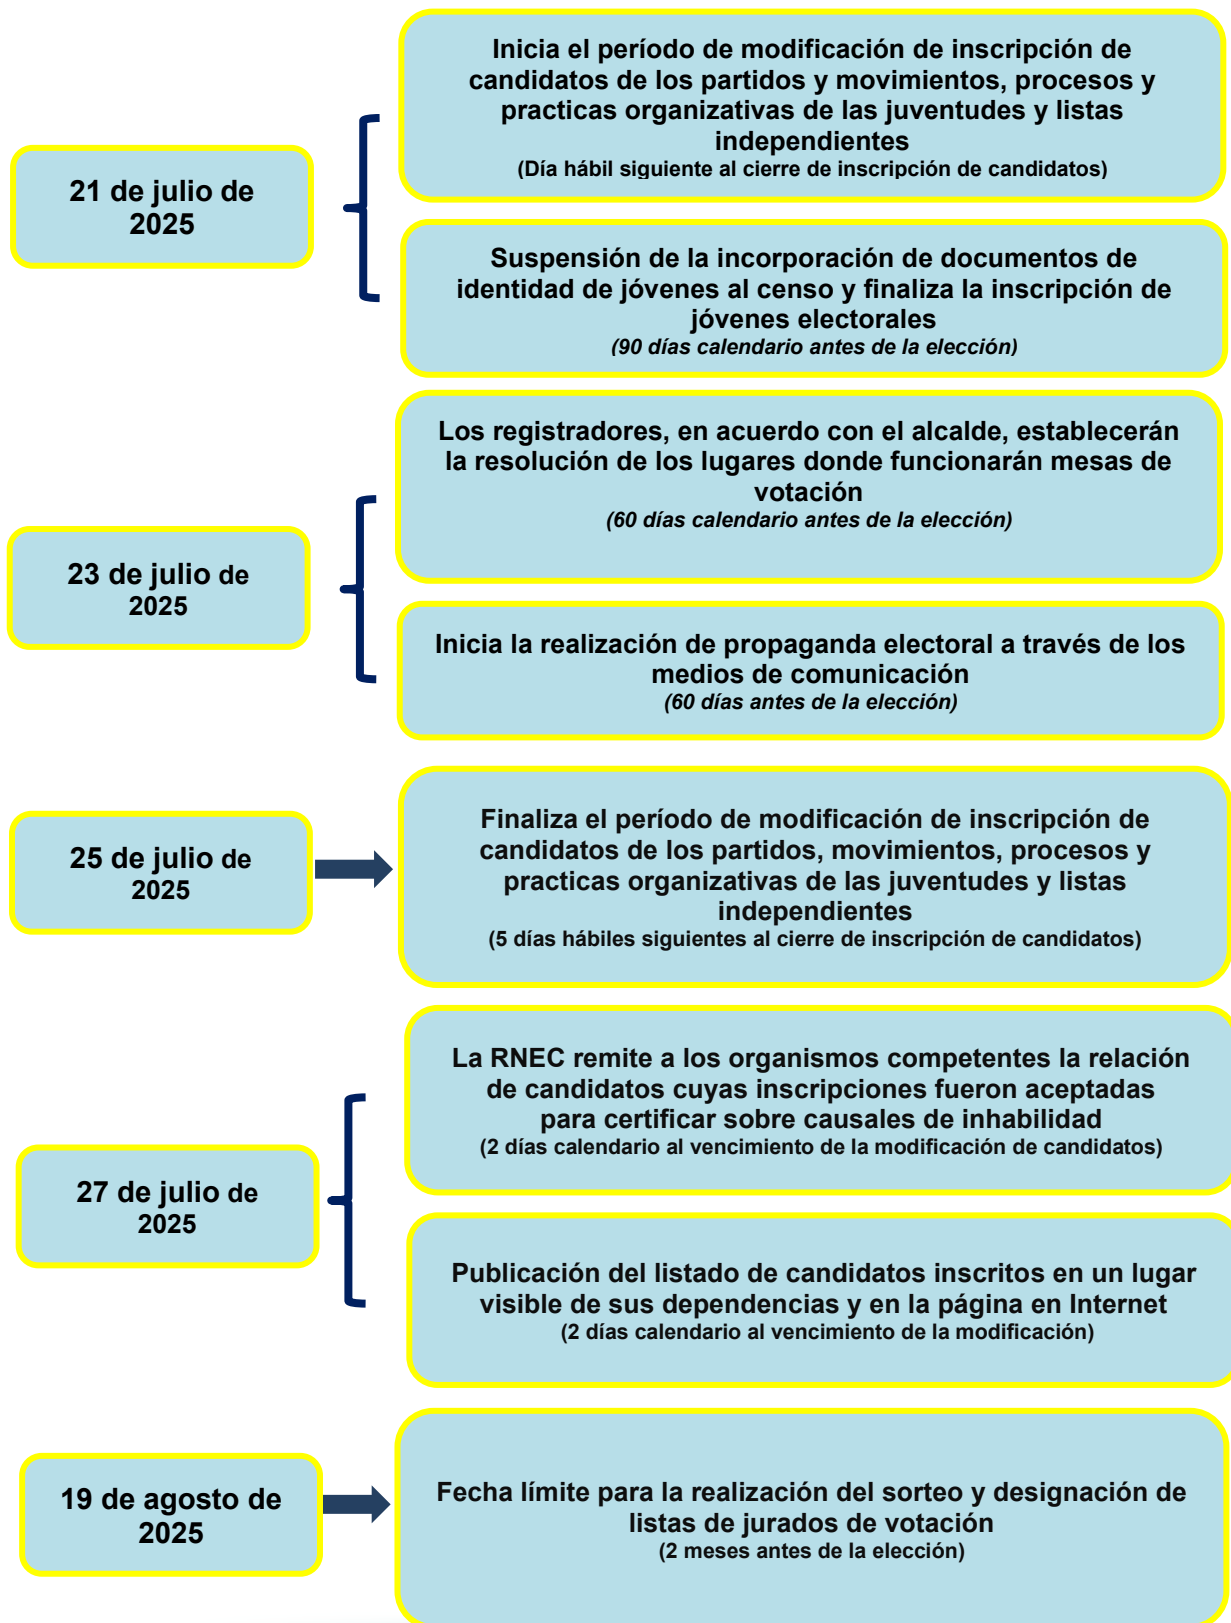 21 de julio de
2025
Inicia el período de modificación de inscripción de
candidatos de los partidos y movimientos, procesos y
practicas organizativas de las juventudes y listas
independientes
(Día hábil siguiente al cierre de inscripción de candidatos)
Suspensión de la incorporación de documentos de
identidad de jóvenes al censo y finaliza la inscripción de
jóvenes electorales
(90 días calendario antes de la elección)
23 de julio de
2025
Los registradores, en acuerdo con el alcalde, establecerán
la resolución de los lugares donde funcionarán mesas de
votación
(60 días calendario antes de la elección)
Inicia la realización de propaganda electoral a través de los
medios de comunicación
(60 días antes de la elección)
25 de julio de
2025
Finaliza el período de modificación de inscripción de
candidatos de los partidos, movimientos, procesos y
practicas organizativas de las juventudes y listas
independientes
(5 días hábiles siguientes al cierre de inscripción de candidatos)
27 de julio de
2025
La RNEC remite a los organismos competentes la relación
de candidatos cuyas inscripciones fueron aceptadas
para certificar sobre causales de inhabilidad
(2 días calendario al vencimiento de la modificación de candidatos)
Publicación del listado de candidatos inscritos en un lugar
visible de sus dependencias y en la página en Internet
(2 días calendario al vencimiento de la modificación)
19 de agosto de
2025
Fecha límite para la realización del sorteo y designación de
listas de jurados de votación
(2 meses antes de la elección)